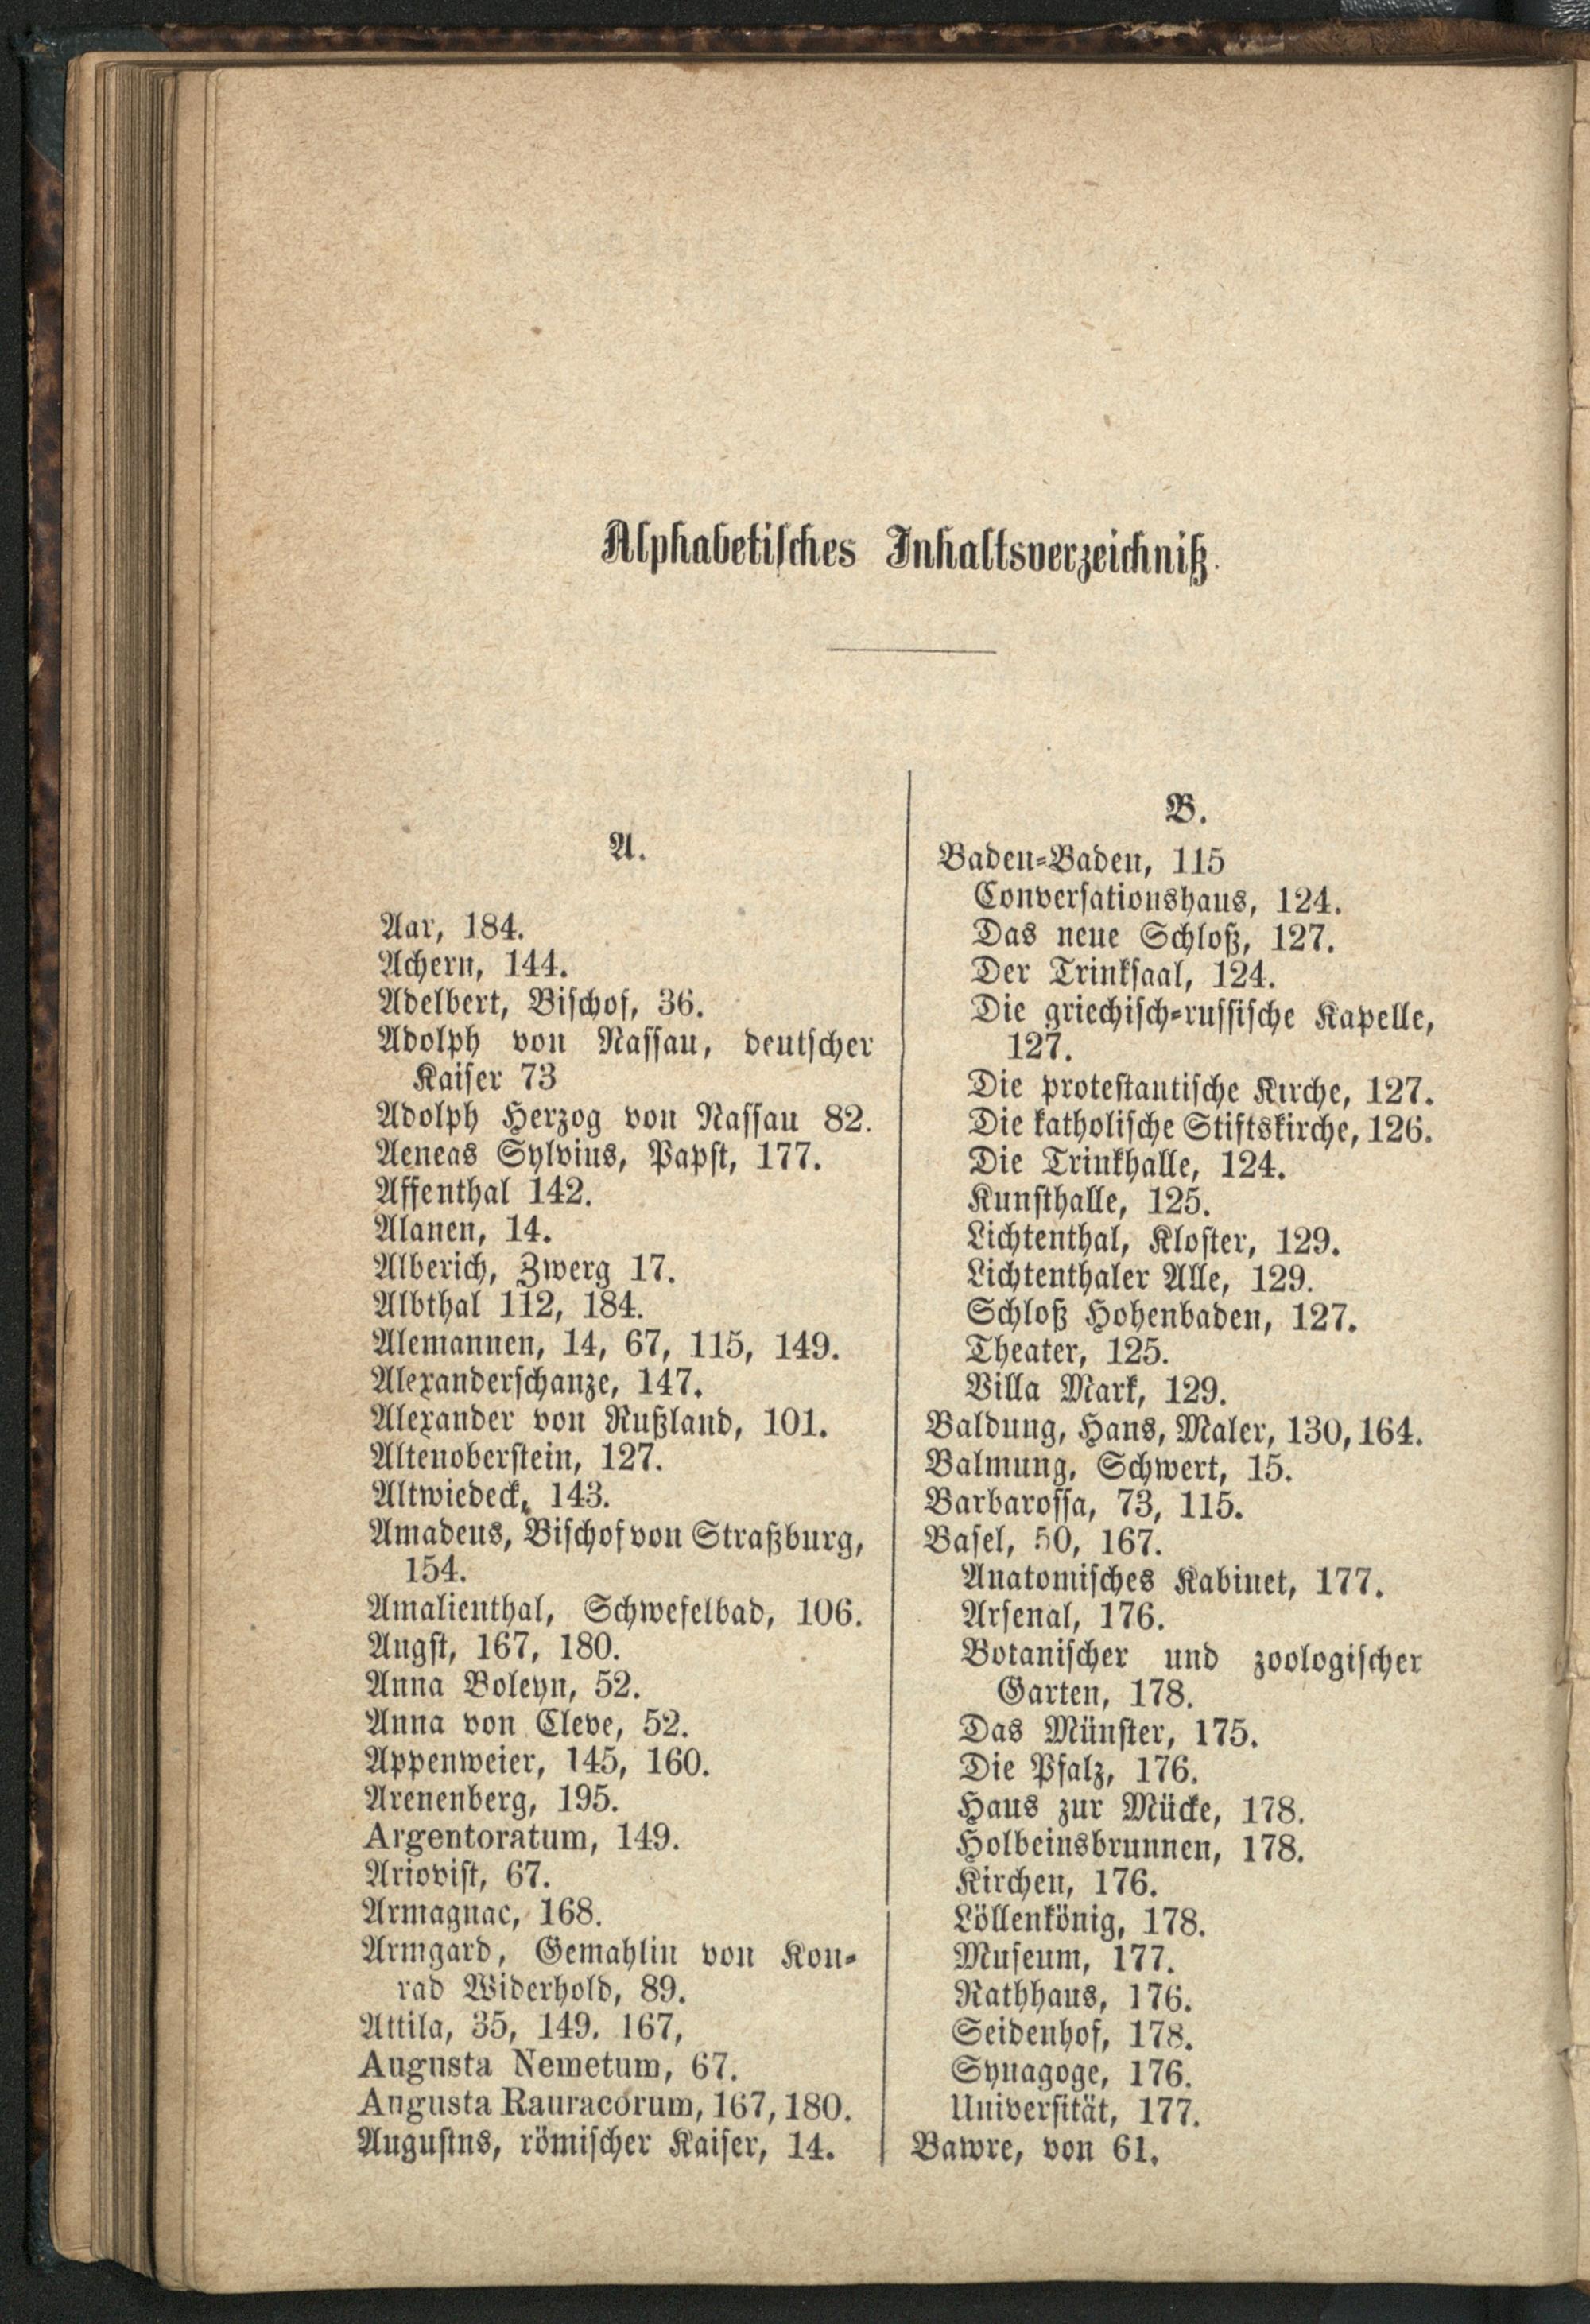 Alphabetisches Inhaltsverzeichniß.
A.
Aar, 184.
Achern, 144.
Adelbert, Bischof, 36.
Adolph von Nassau, deutscher
Kaiser 73
Adolph Herzog von Nassau 82.
Aeneas Sylvius, Papst, 177.
Affenthal 142.
Alanen, 14.
Alberich, Zwerg 17.
Albthal 112, 184.
Alemannen, 14, 67, 115, 149.
Alexanderschanze, 147.
Alexander von Rußland, 101.
Altenoberstein, 127.
Altwiedeck, 143.
Amadeus, Bischof von Straßburg,
154.
Amalienthal, Schwefelbad, 106.
Augst, 167, 180.
Anna Boleyn, 52.
Anna von Cleve, 52.
Appenweier, 145, 160.
Arenenberg, 195.
Argentoratum, 149.
Ariovist, 67.
Armagnac, 168.
Armgard, Gemahlin von Kon-
rad Widerhold, 89.
Attila, 35, 149. 167,
Augusta Nemetum, 67.
Augusta Rauracorum, 167, 180.
Augustus, römischer Kaiser, 14.
B.
Baden-Baden, 115
Conversationshaus, 124.
Das neue Schloß, 127.
Der Trinksaal, 124.
Die griechisch-russische Kapelle,
127.
Die protestantische Kirche, 127.
Die katholische Stiftskirche, 126.
Die Trinkhalle, 124.
Kunsthalle, 125.
Lichtenthal, Kloster, 129.
Lichtenthaler Alle, 129.
Schloß Hohenbaden, 127.
Theater, 125.
Villa Mark, 129.
Baldung, Hans, Maler, 130, 164.
Balmung, Schwert, 15.
Barbarossa, 73, 115.
Basel, 50, 167.
Anatomisches Kabinet, 177.
Arsenal, 176.
Botanischer und zoologischer
Garten, 178.
Das Münster, 175.
Die Pfalz, 176.
Haus zur Mücke, 178.
Holbeinsbrunnen, 178.
Kirchen, 176.
Löllenkönig, 178.
Museum, 177.
Rathhaus, 176.
Seidenhof, 178.
Synagoge, 176.
Universität, 177.
Bawre, von 61.